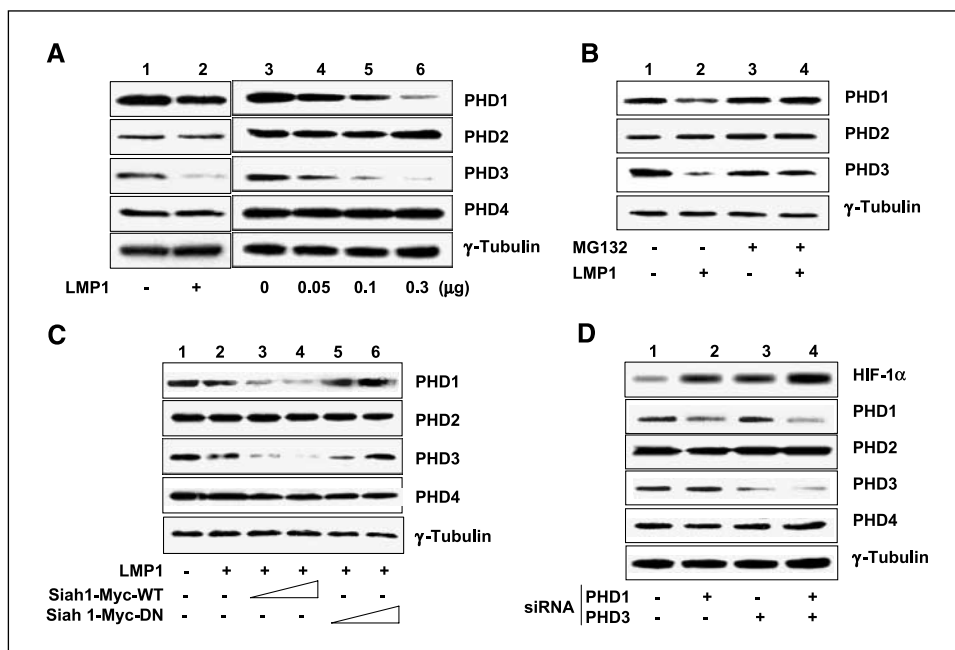 A
1 2 3 4 5 6
PHD1
PHD2
PHD3
PHD4
γ-Tubulin
LMP1 - + 0 0.05 0.1 0.3 (μg)
B
1 2 3 4
PHD1
PHD2
PHD3
γ-Tubulin
MG132 - - + +
LMP1 - + - +
C
1 2 3 4 5 6
PHD1
PHD2
PHD3
PHD4
γ-Tubulin
LMP1 - + + + + +
Siah1-Myc-WT - - - -
Siah 1-Myc-DN - - - -
D
1 2 3 4
HIF-1α
PHD1
PHD2
PHD3
PHD4
γ-Tubulin
siRNA PHD1 - + - +
PHD3 - - + +